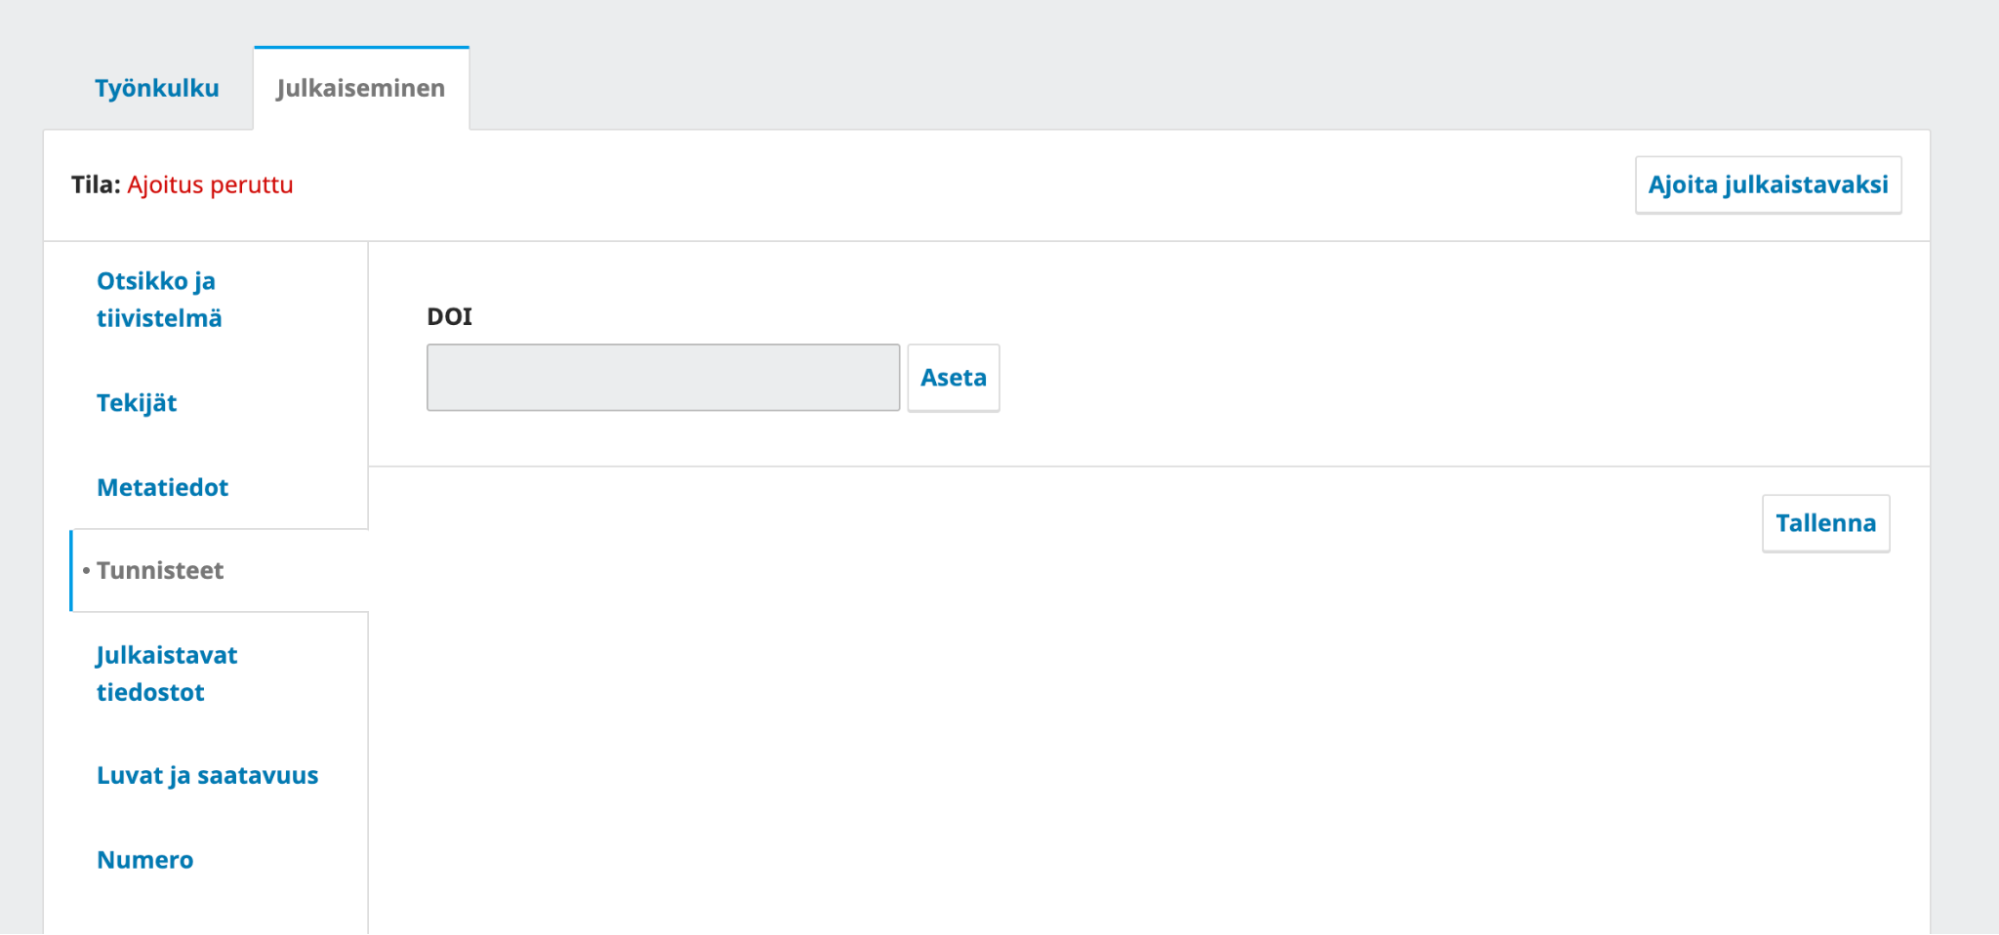 Työnkulku
Julkaiseminen
Tila: Ajoitus peruttu
Ajoita julkaistavaksi
Otsikko ja
tiivistelmä
Tekijät
Metatiedot
• Tunnisteet
Julkaistavat
tiedostot
Luvat ja saatavuus
Numero
DOI
Aseta
Tallenna